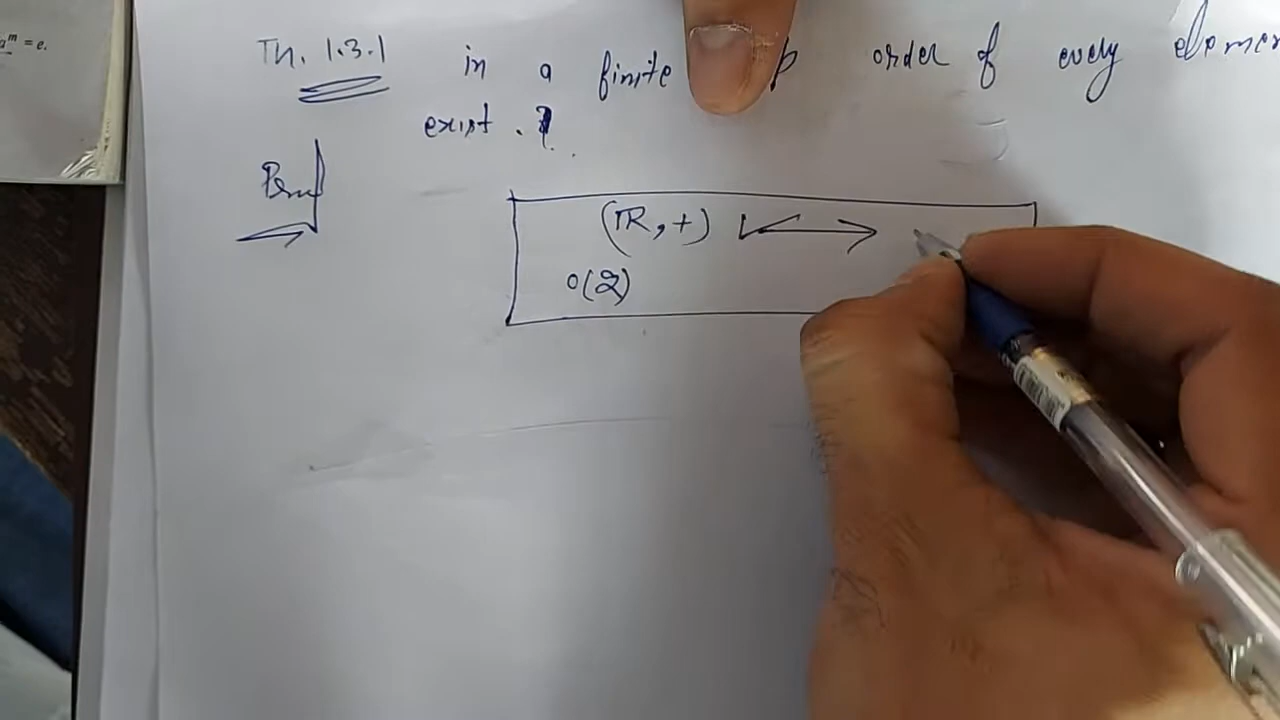 a^m = e.
Th. 1.3.1 in a finite order of every
exist.
Proof
(ℝ,+)
o(2)